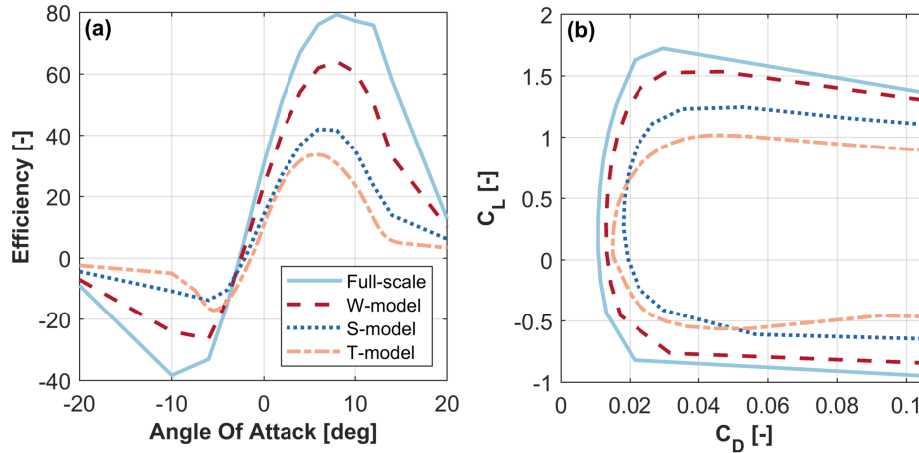 (a)
80
60
40
20
0
-20
-40
Efficiency [-]
Full-scale
W-model
S-model
T-model
-20
-10
0
10
20
Angle Of Attack [deg]
(b)
2
1.5
1
0.5
0
-0.5
-1
C_L [-]
0
0.02
0.04
0.06
0.08
0.1
C_D [-]